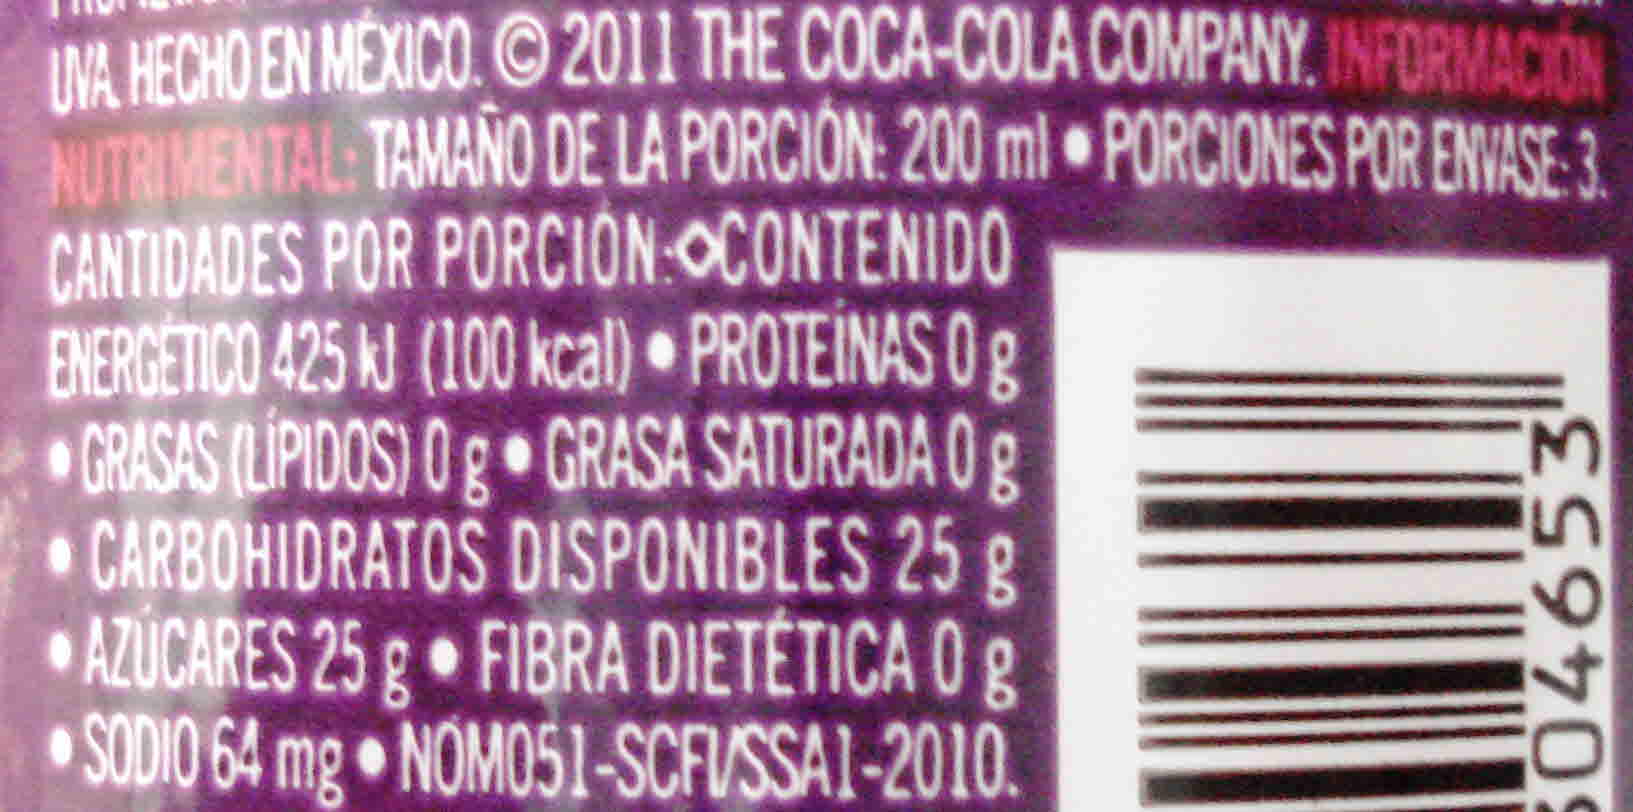 UVA. HECHO EN MÉXICO. © 2011 THE COCA-COLA COMPANY. INFORMACIÓN
NUTRIMENTAL: TAMAÑO DE LA PORCIÓN: 200 ml • PORCIONES POR ENVASE: 3.
CANTIDADES POR PORCIÓN:◇CONTENIDO
ENERGÉTICO 425 kJ (100 kcal) • PROTEÍNAS 0 g
• GRASAS (LÍPIDOS) 0 g • GRASA SATURADA 0 g
• CARBOHIDRATOS DISPONIBLES 25 g
• AZÚCARES 25 g • FIBRA DIETÉTICA 0 g
• SODIO 64 mg • NOM051-SCFI/SSA1-2010.
04653